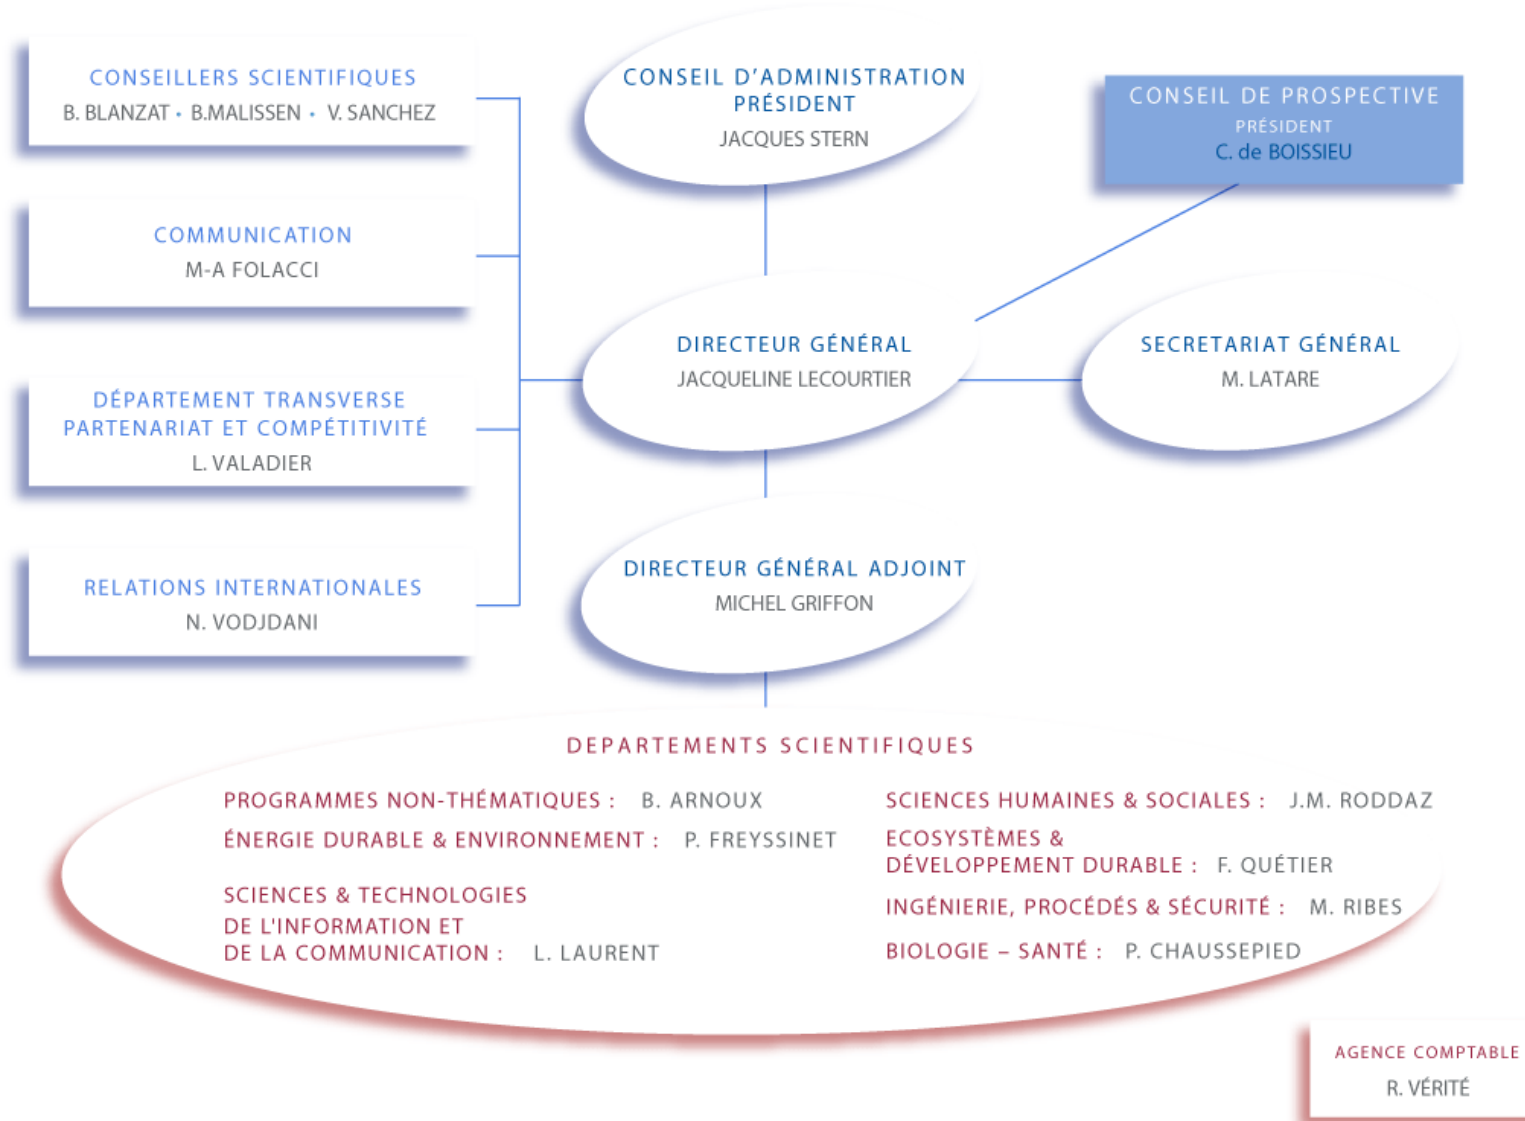 CONSEILLERS SCIENTIFIQUES
B. BLANZAT • B.MALISSEN • V. SANCHEZ
CONSEIL D'ADMINISTRATION
PRÉSIDENT
JACQUES STERN
CONSEIL DE PROSPECTIVE
PRÉSIDENT
C. de BOISSIEU
COMMUNICATION
M-A FOLACCI
DIRECTEUR GÉNÉRAL
JACQUELINE LECOURTIER
SECRETARIAT GÉNÉRAL
M. LATARE
DÉPARTEMENT TRANSVERSE
PARTENARIAT ET COMPÉTITIVITÉ
L. VALADIER
RELATIONS INTERNATIONALES
N. VODJDANI
DIRECTEUR GÉNÉRAL ADJOINT
MICHEL GRIFFON
DEPARTEMENTS SCIENTIFIQUES
PROGRAMMES NON-THÉMATIQUES : B. ARNOUX
ÉNERGIE DURABLE & ENVIRONNEMENT : P. FREYSSINET
SCIENCES & TECHNOLOGIES
DE L'INFORMATION ET
DE LA COMMUNICATION : L. LAURENT
SCIENCES HUMAINES & SOCIALES : J.M. RODDAZ
ECOSYSTÈMES &
DÉVELOPPEMENT DURABLE : F. QUÉTIER
INGÉNIERIE, PROCÉDÉS & SÉCURITÉ : M. RIBES
BIOLOGIE – SANTÉ : P. CHAUSSEPIED
AGENCE COMPTABLE
R. VÉRITÉ